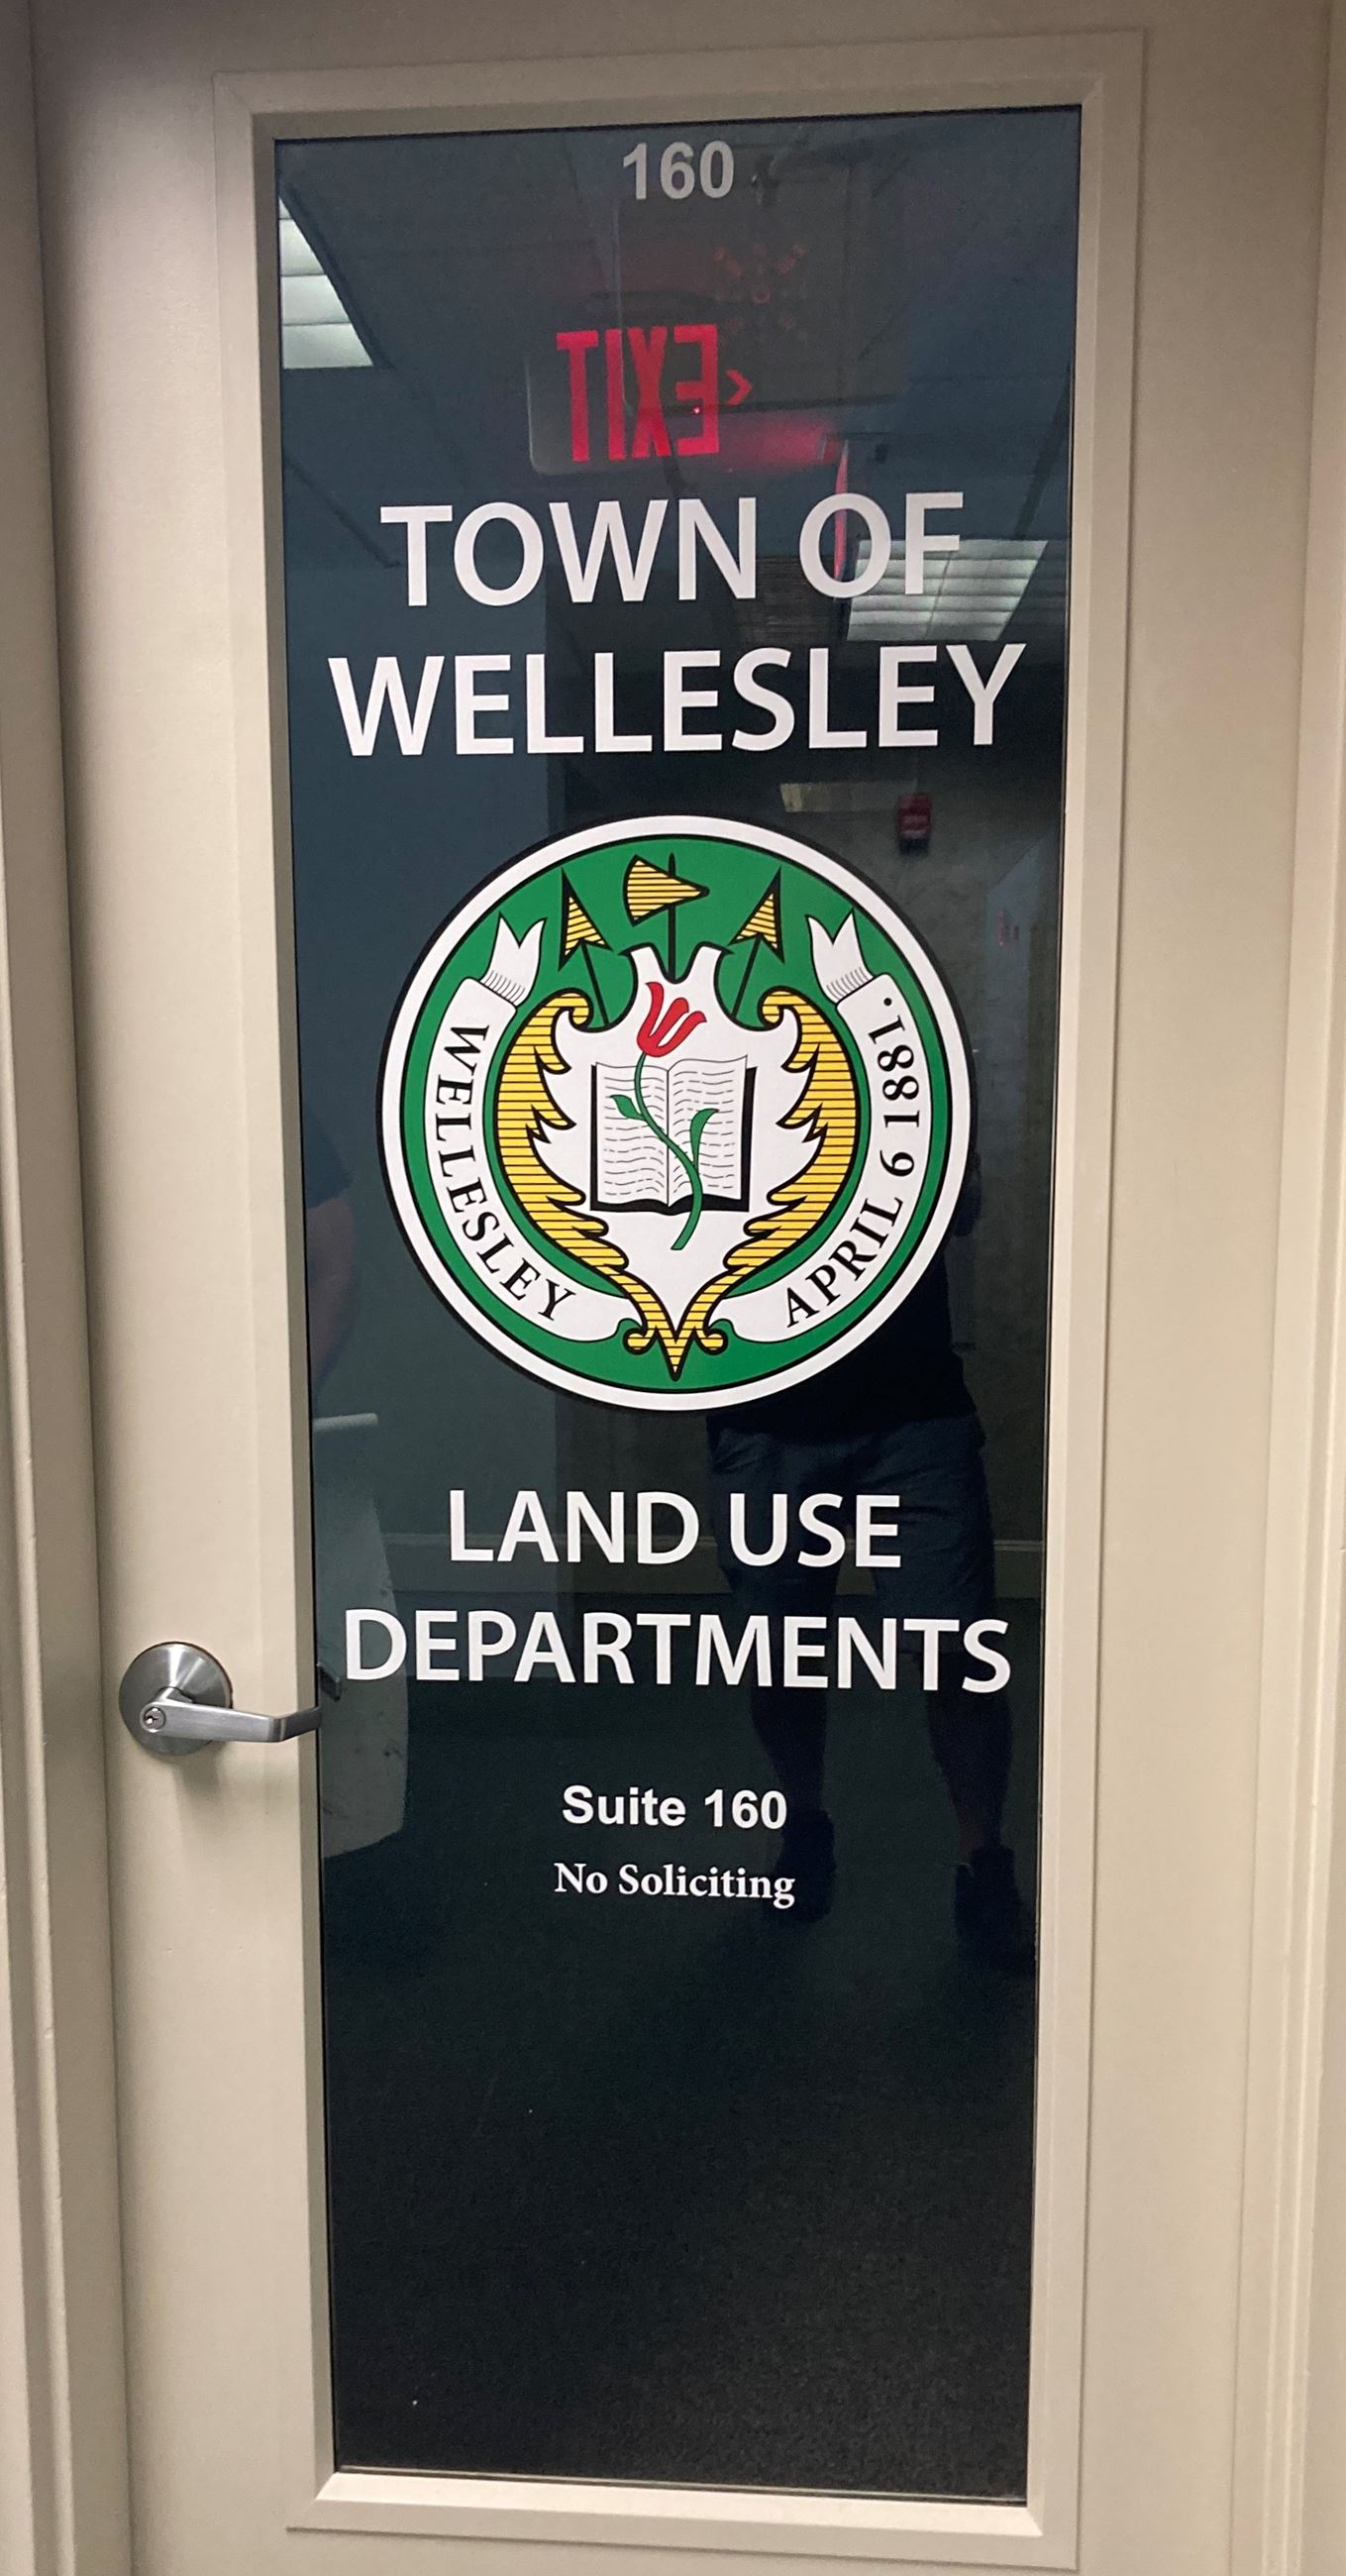 160
EXIT
TOWN OF
WELLESLEY
WELLESLEY
APRIL 6 1881.
LAND USE
DEPARTMENTS
Suite 160
No Soliciting